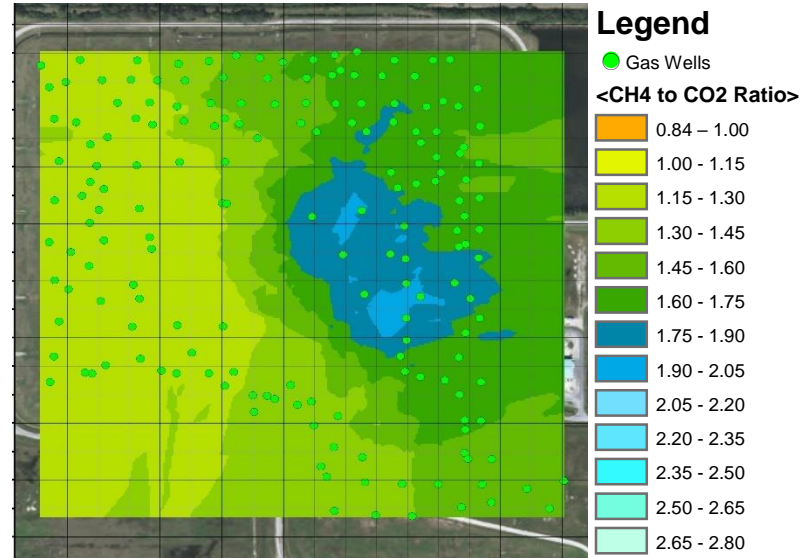 Legend
Gas Wells
<CH4 to CO2 Ratio>
0.84 – 1.00
1.00 - 1.15
1.15 - 1.30
1.30 - 1.45
1.45 - 1.60
1.60 - 1.75
1.75 - 1.90
1.90 - 2.05
2.05 - 2.20
2.20 - 2.35
2.35 - 2.50
2.50 - 2.65
2.65 - 2.80